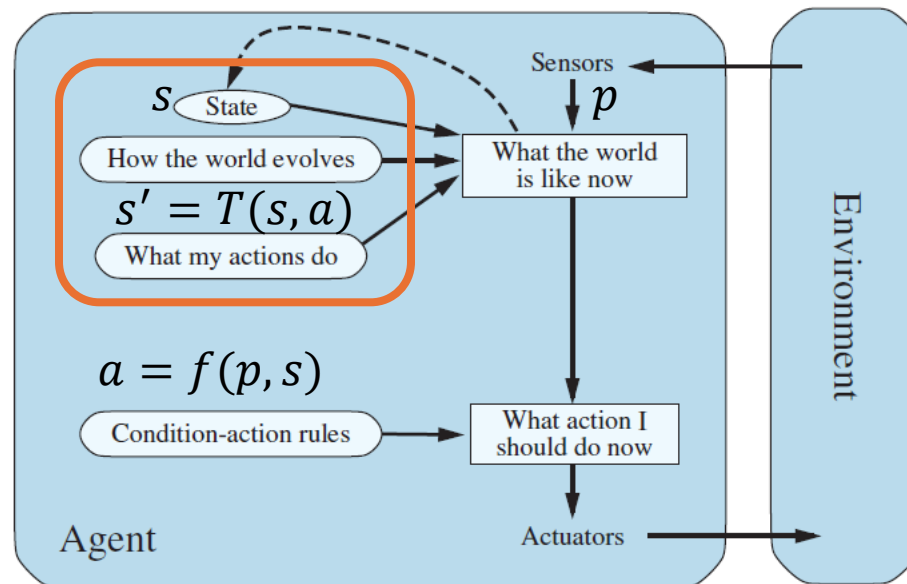 Sensors
s
State
p
How the world evolves
What the world
is like now
s′ = T(s, a)
What my actions do
Environment
a = f(p, s)
Condition-action rules
What action I
should do now
Agent
Actuators